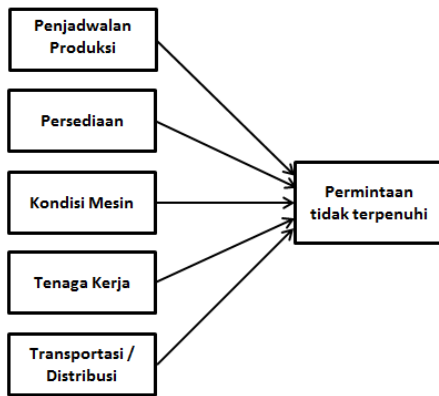 Penjadwalan
Produksi
Persediaan
Kondisi Mesin
Tenaga Kerja
Transportasi /
Distribusi
Permintaan
tidak terpenuhi